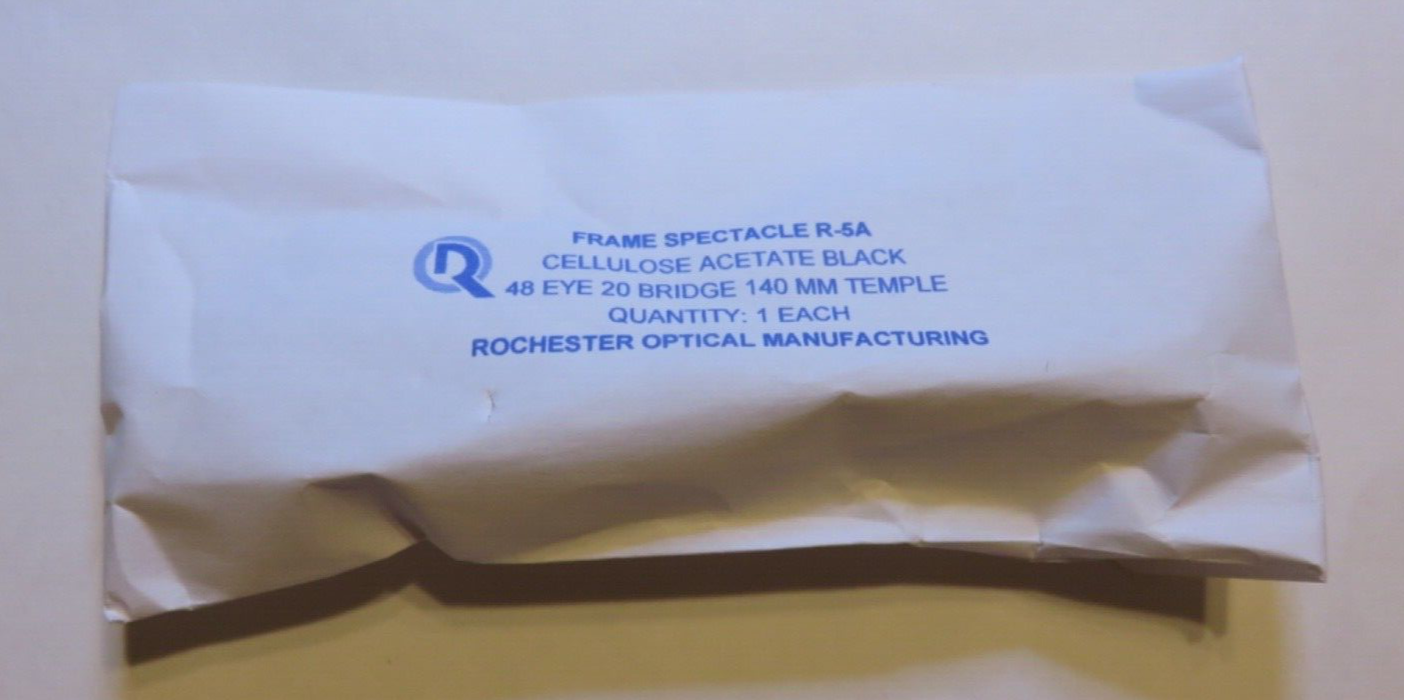 FRAME SPECTACLE R-5A
CELLULOSE ACETATE BLACK
48 EYE 20 BRIDGE 140 MM TEMPLE
QUANTITY: 1 EACH
ROCHESTER OPTICAL MANUFACTURING